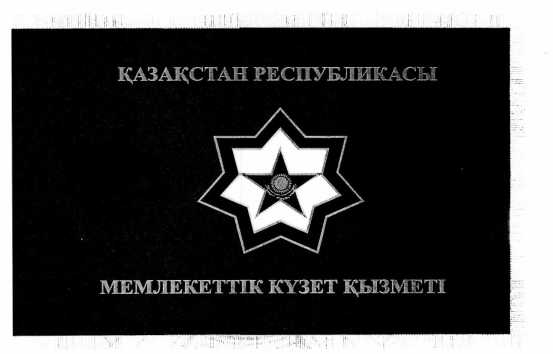 ҚАЗАҚСТАН РЕСПУБЛИКАСЫ
МЕМЛЕКЕТТІК КҮЗЕТ ҚЫЗМЕТІ